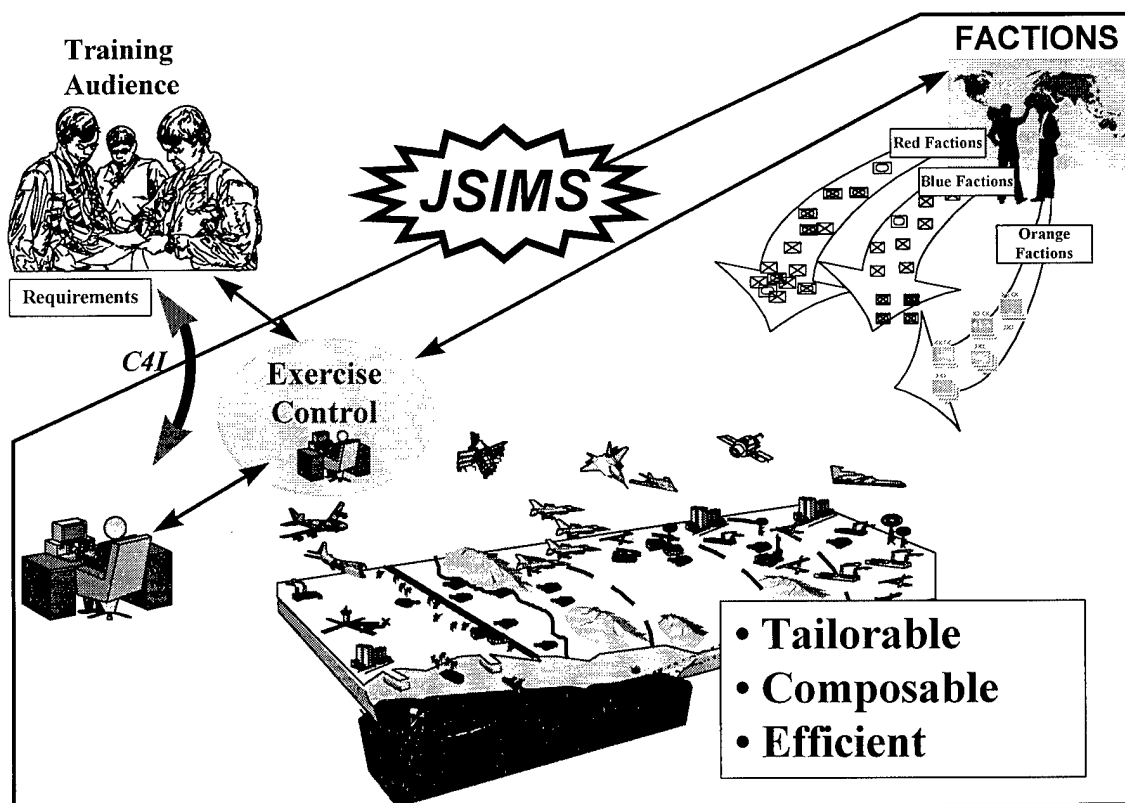 Training
Audience
FACTIONS
JSIMS
Red Factions
Blue Factions
Orange
Factions
Requirements
C4I
Exercise
Control
• Tailorable
• Composable
• Efficient